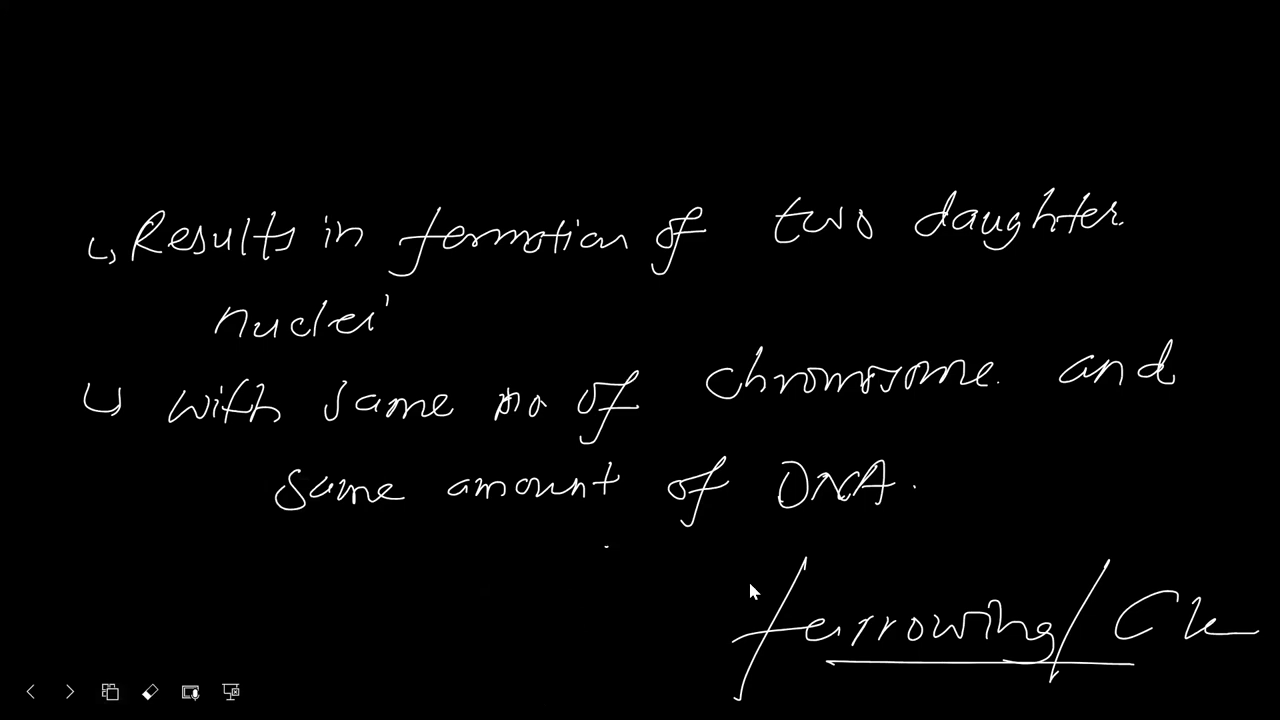 Results in formation of two daughter
nuclei
with same no of chromosome and
same amount of DNA.
furrowing/ Cle